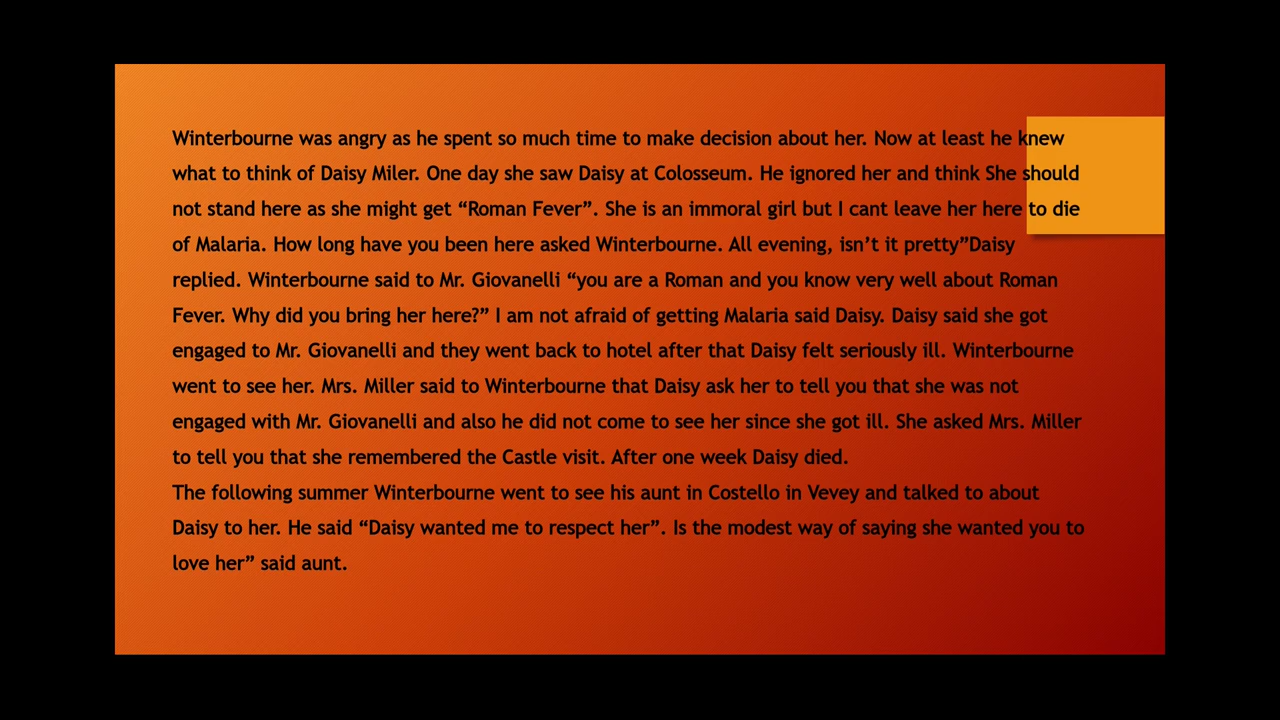 Winterbourne was angry as he spent so much time to make decision about her. Now at least he knew
what to think of Daisy Miler. One day she saw Daisy at Colosseum. He ignored her and think She should
not stand here as she might get “Roman Fever”. She is an immoral girl but I cant leave her here to die
of Malaria. How long have you been here asked Winterbourne. All evening, isn’t it pretty”Daisy
replied. Winterbourne said to Mr. Giovanelli “you are a Roman and you know very well about Roman
Fever. Why did you bring her here?” I am not afraid of getting Malaria said Daisy. Daisy said she got
engaged to Mr. Giovanelli and they went back to hotel after that Daisy felt seriously ill. Winterbourne
went to see her. Mrs. Miller said to Winterbourne that Daisy ask her to tell you that she was not
engaged with Mr. Giovanelli and also he did not come to see her since she got ill. She asked Mrs. Miller
to tell you that she remembered the Castle visit. After one week Daisy died.
The following summer Winterbourne went to see his aunt in Costello in Vevey and talked to about
Daisy to her. He said “Daisy wanted me to respect her”. Is the modest way of saying she wanted you to
love her” said aunt.